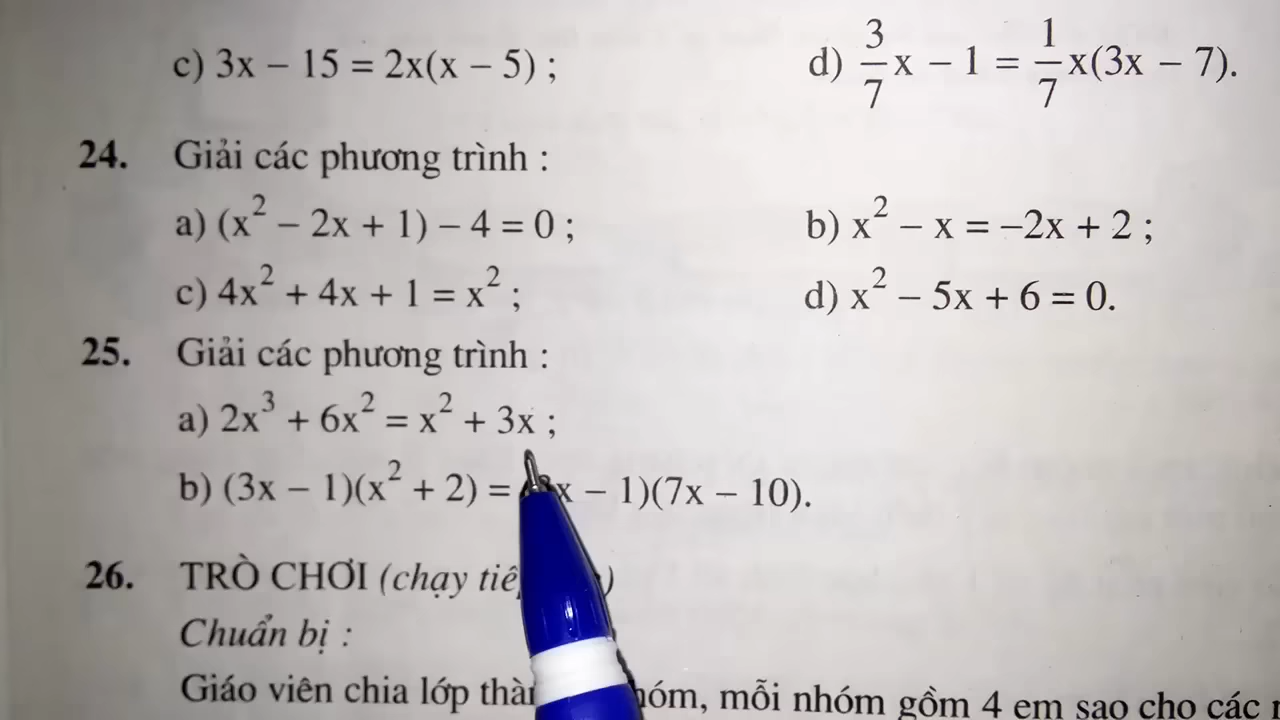 c) 3x – 15 = 2x(x – 5) ; d) 3/7 x – 1 = 1/7 x(3x – 7).
24. Giải các phương trình :
a) (x² – 2x + 1) – 4 = 0 ; b) x² – x = –2x + 2 ;
c) 4x² + 4x + 1 = x² ; d) x² – 5x + 6 = 0.
25. Giải các phương trình :
a) 2x³ + 6x² = x² + 3x ;
b) (3x – 1)(x² + 2) = x – 1)(7x – 10).
26. TRÒ CHƠI (chạy )
Chuẩn bị :
Giáo viên chia lớp mỗi nhóm gồm 4 em sao cho các